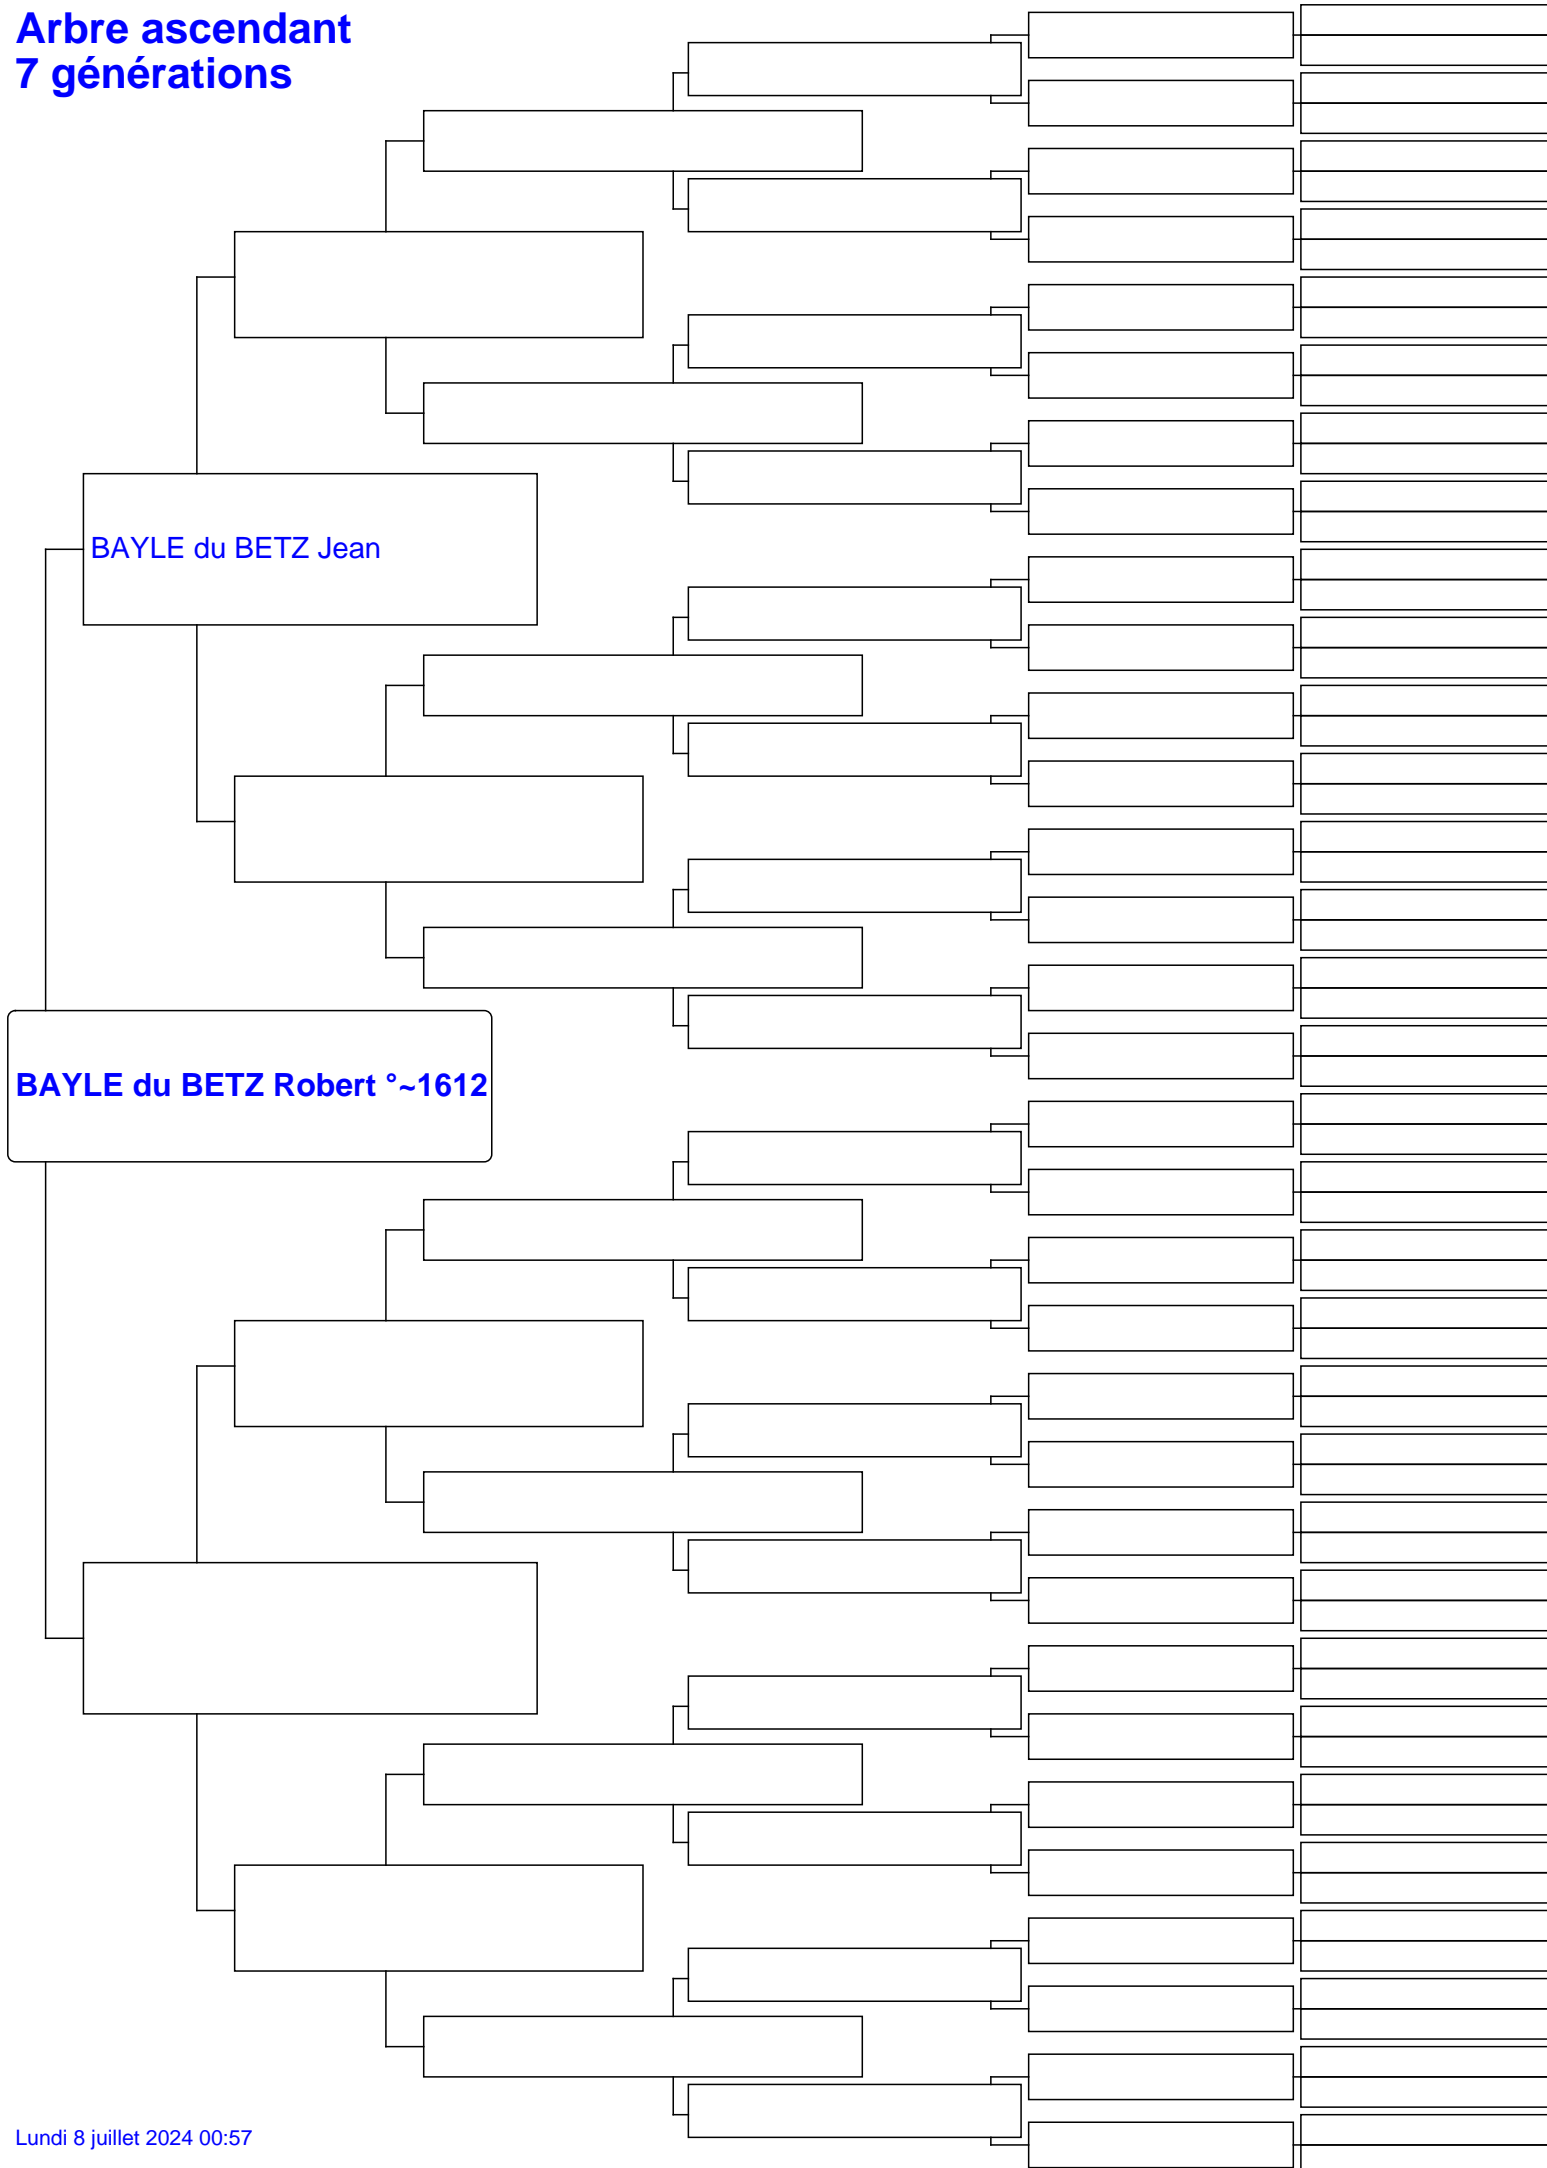 Arbre ascendant
7 générations
BAYLE du BETZ Jean
BAYLE du BETZ Robert °~1612
Lundi 8 juillet 2024 00:57